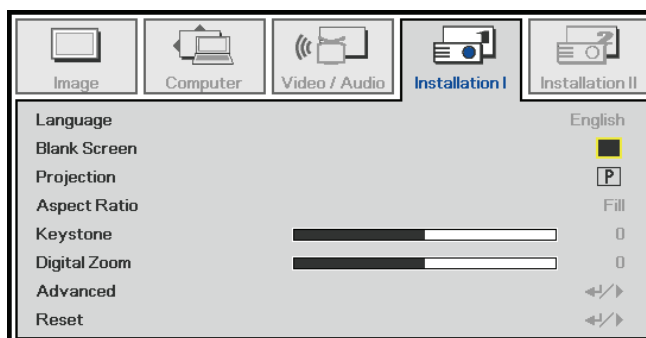 Image Computer Video / Audio Installation I Installation II
Language English
Blank Screen
Projection P
Aspect Ratio Fill
Keystone 0
Digital Zoom 0
Advanced
Reset